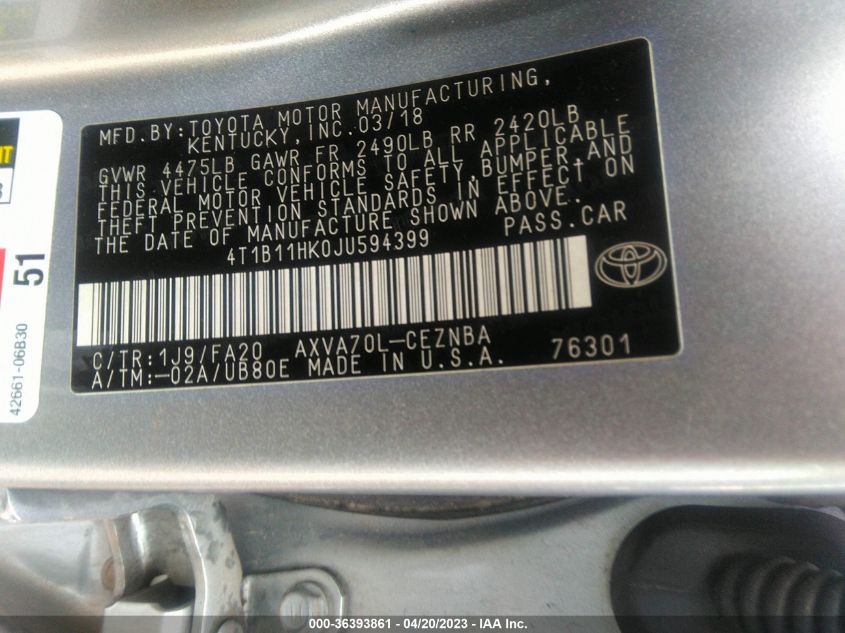 MFD.BY:TOYOTA MOTOR MANUFACTURING,
KENTUCKY,INC.03/18
GVWR 4475LB GAWR FR 2490LB RR 2420LB
THIS VEHICLE CONFORMS TO ALL APPLICABLE
FEDERAL MOTOR VEHICLE SAFETY,BUMPER,AND
THEFT PREVENTION STANDARDS IN EFFECT ON
THE DATE OF MANUFACTURE SHOWN ABOVE.
4T1B11HK0JU594399 PASS.CAR
C/TR:1J9/FA20 AXVA70L-CEZNBA
A/TM:-02A/UB80E MADE IN U.S.A. 76301
51
42661-06B30
000-36393861 - 04/20/2023 - IAA Inc.